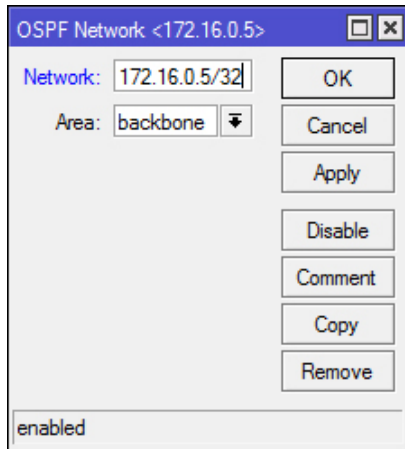 OSPF Network <172.16.0.5>
Network: 172.16.0.5/32
OK
Area: backbone
Cancel
Apply
Disable
Comment
Copy
Remove
enabled